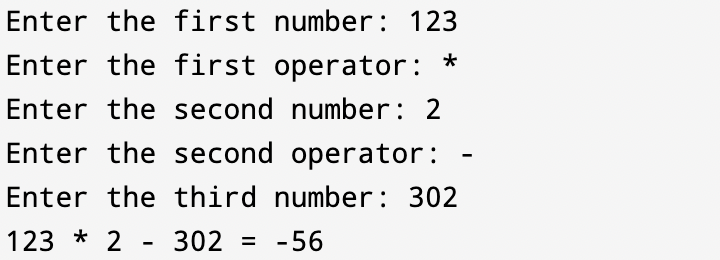 Enter the first number: 123
Enter the first operator: *
Enter the second number: 2
Enter the second operator: -
Enter the third number: 302
123 * 2 - 302 = -56